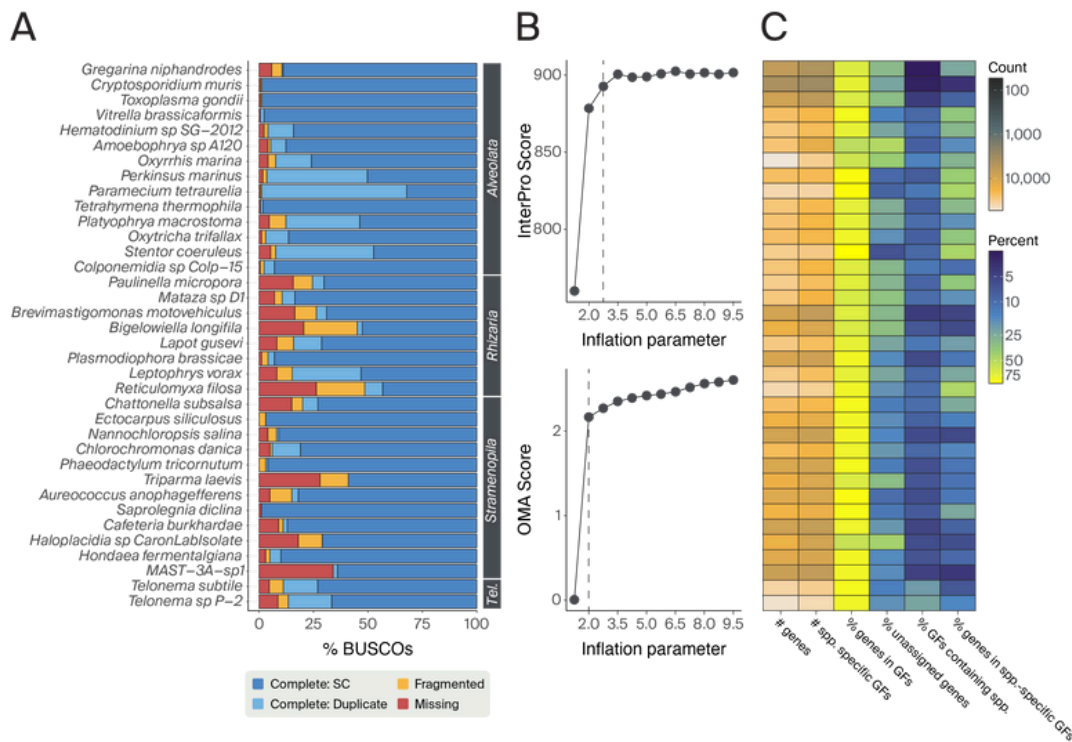 A
B
C
Gregarina niphandrodes
Cryptosporidium muris
Toxoplasma gondii
Vitrella brassicaformis
Hematodinium sp SG−2012
Amoebophrya sp A120
Oxyrrhis marina
Perkinsus marinus
Paramecium tetraurelia
Tetrahymena thermophila
Platyophrya macrostoma
Oxytricha trifallax
Stentor coeruleus
Colponemidia sp Colp−15
Paulinella micropora
Mataza sp D1
Brevimastigomonas motovehiculus
Bigelowiella longifila
Lapot gusevi
Plasmodiophora brassicae
Leptophrys vorax
Reticulomyxa filosa
Chattonella subsalsa
Ectocarpus siliculosus
Nannochloropsis salina
Chlorochromonas danica
Phaeodactylum tricornutum
Triparma laevis
Aureococcus anophagefferens
Saprolegnia diclina
Cafeteria burkhardae
Haloplacidia sp CaronLabIsolate
Hondaea fermentalgiana
MAST−3A−sp1
Telonema subtile
Telonema sp P−2
Alveolata
Rhizaria
Stramenopila
Tel.
0 25 50 75 100
% BUSCOs
Complete: SC
Fragmented
Complete: Duplicate
Missing
900
850
800
InterPro Score
2.0 3.5 5.0 6.5 8.0 9.5
Inflation parameter
2
1
0
OMA Score
2.0 3.5 5.0 6.5 8.0 9.5
Inflation parameter
Count
100
1,000
10,000
Percent
5
10
25
50
75
# genes
# spp. specific GFs
% genes in GFs
% unassigned genes
% GFs containing spp.
% genes in spp.-specific GFs